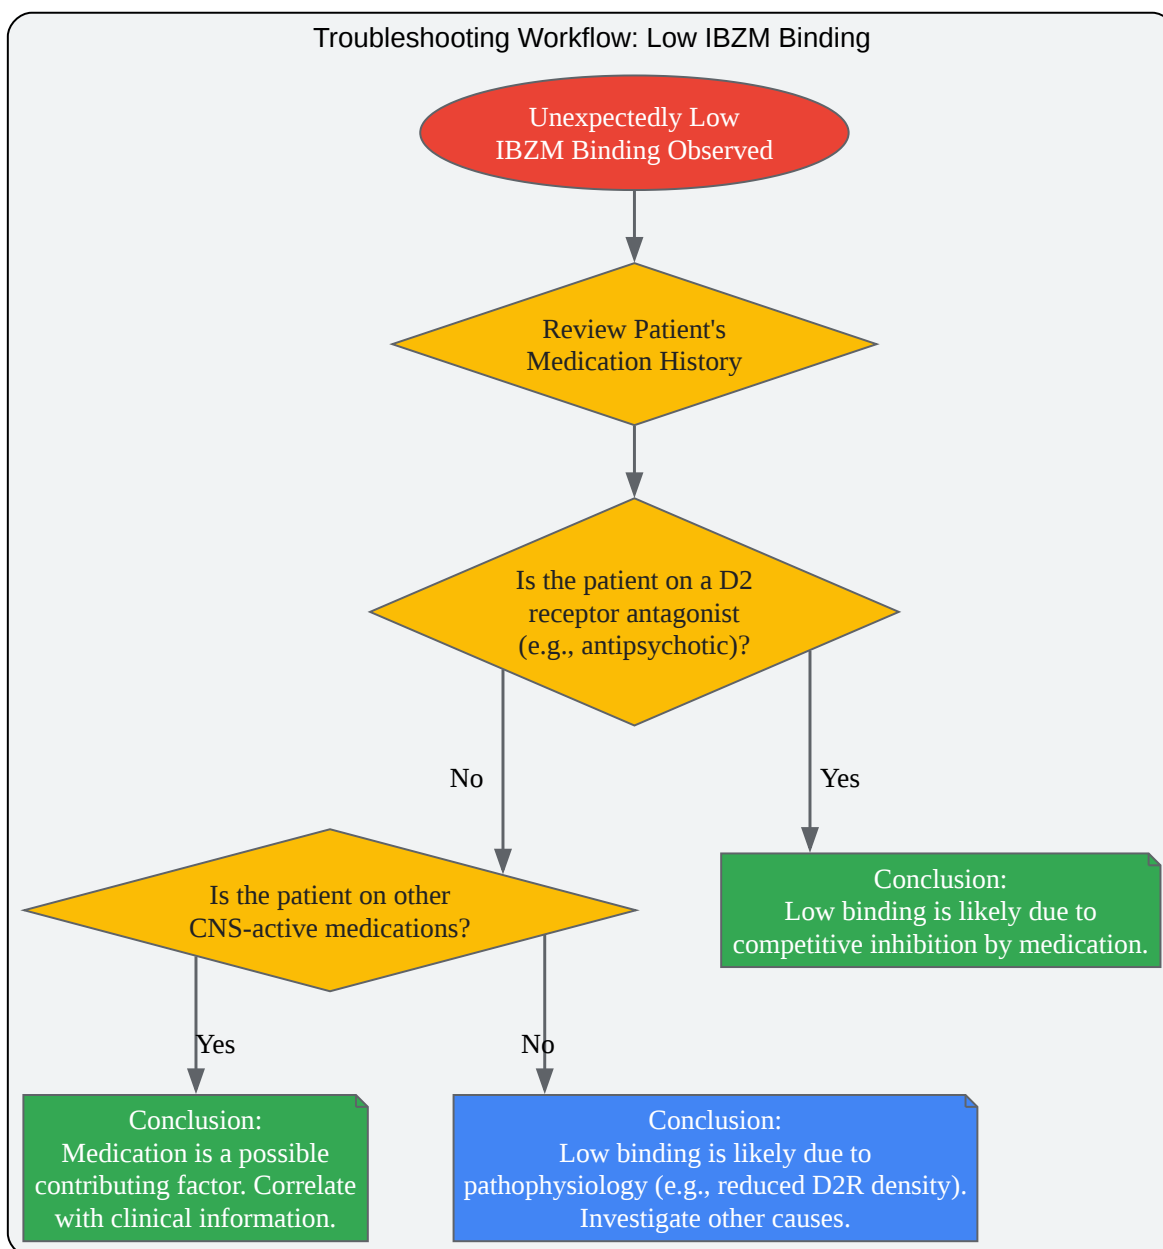 Troubleshooting Workflow: Low IBZM Binding
Unexpectedly Low
IBZM Binding Observed
Review Patient's
Medication History
Is the patient on a D2
receptor antagonist
(e.g., antipsychotic)?
No
Yes
Is the patient on other
CNS-active medications?
Conclusion:
Low binding is likely due to
competitive inhibition by medication.
Yes
No
Conclusion:
Medication is a possible
contributing factor. Correlate
with clinical information.
Conclusion:
Low binding is likely due to
pathophysiology (e.g., reduced D2R density).
Investigate other causes.